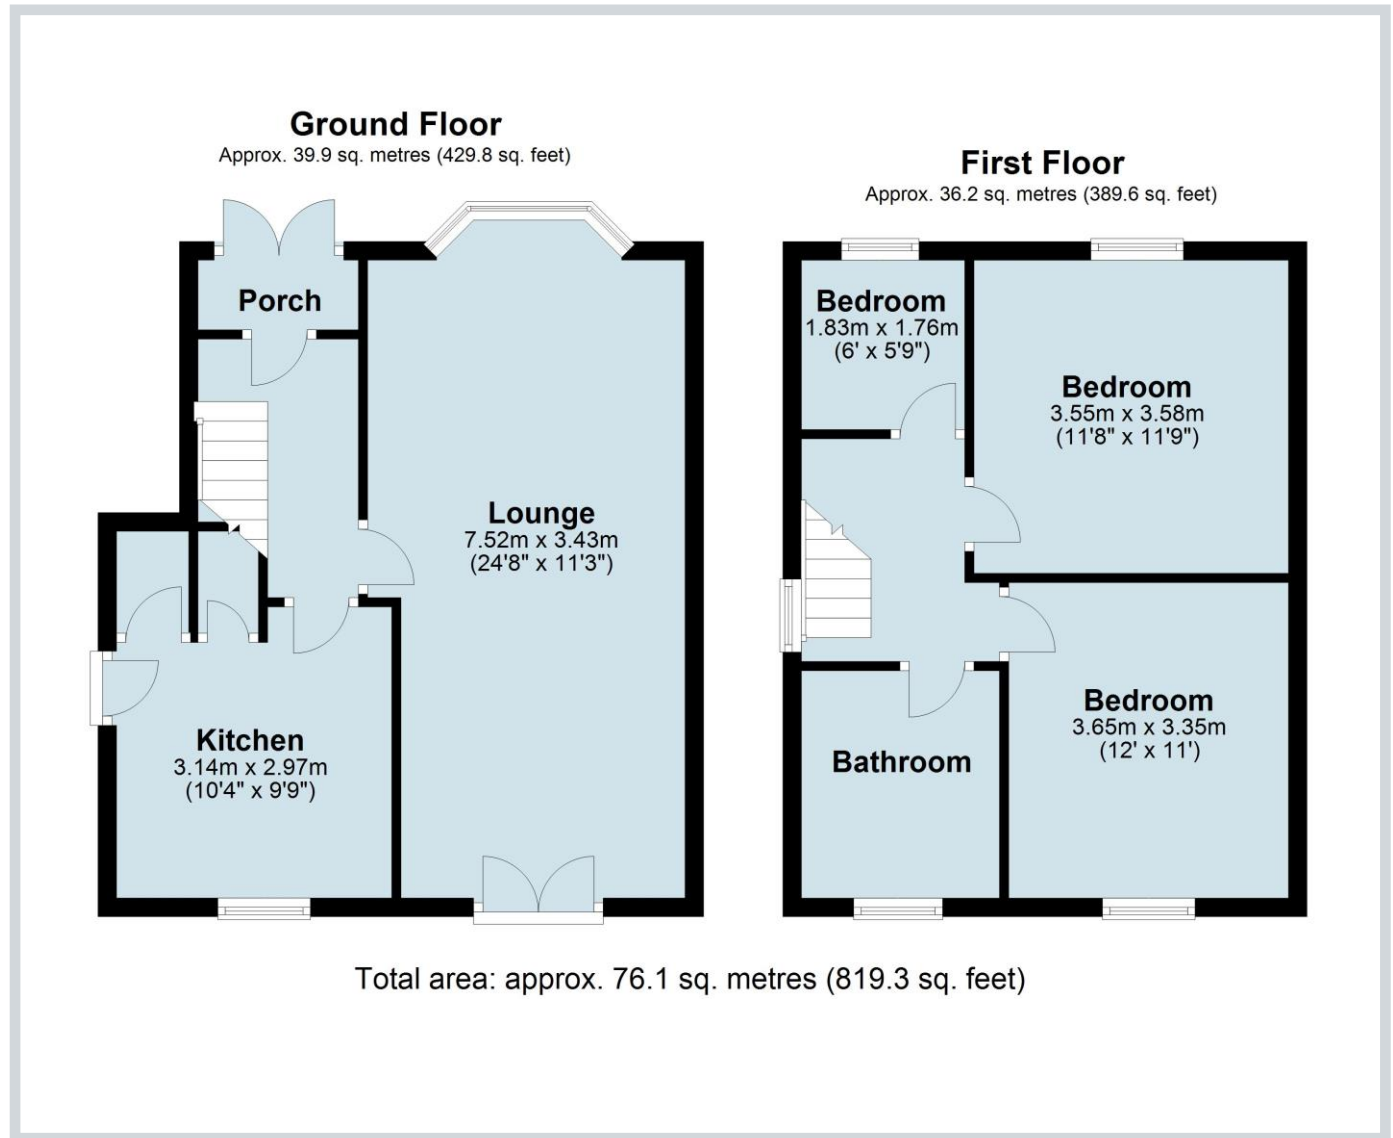 Ground Floor
Approx. 39.9 sq. metres (429.8 sq. feet)
Porch
Lounge
7.52m x 3.43m
(24'8" x 11'3")
Kitchen
3.14m x 2.97m
(10'4" x 9'9")
First Floor
Approx. 36.2 sq. metres (389.6 sq. feet)
Bedroom
1.83m x 1.76m
(6' x 5'9")
Bedroom
3.55m x 3.58m
(11'8" x 11'9")
Bedroom
3.65m x 3.35m
(12' x 11')
Bathroom
Total area: approx. 76.1 sq. metres (819.3 sq. feet)